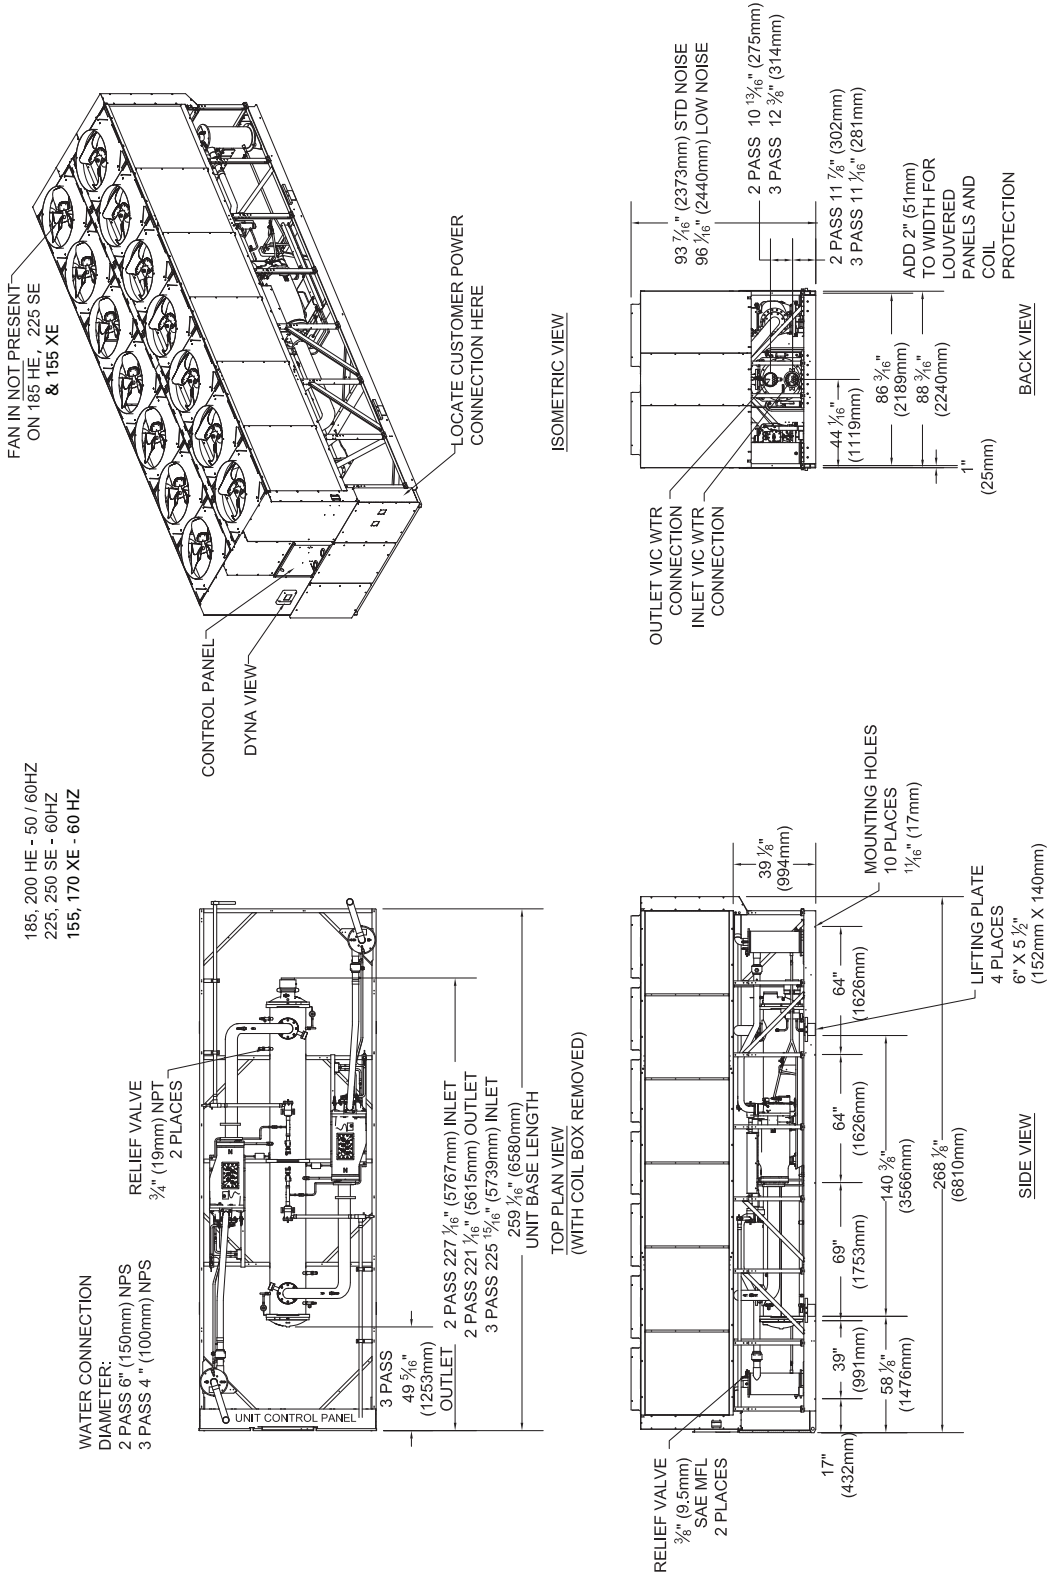 185, 200 HE - 50 / 60HZ
225, 250 SE - 60HZ
155, 170 XE - 60 HZ
WATER CONNECTION
DIAMETER:
2 PASS 6" (150mm) NPS
3 PASS 4 " (100mm) NPS
RELIEF VALVE
3/4" (19mm) NPT
2 PLACES
UNIT CONTROL PANEL
3 PASS
49 5/16"
(1253mm)
OUTLET
2 PASS 227 1/16" (5767mm) INLET
2 PASS 221 1/16" (5615mm) OUTLET
3 PASS 225 15/16" (5739mm) INLET
259 1/16" (6580mm)
UNIT BASE LENGTH
TOP PLAN VIEW
(WITH COIL BOX REMOVED)
FAN IN NOT PRESENT
ON 185 HE, 225 SE
& 155 XE
CONTROL PANEL
DYNA VIEW
LOCATE CUSTOMER POWER
CONNECTION HERE
ISOMETRIC VIEW
RELIEF VALVE
3/8" (9.5mm)
SAE MFL
2 PLACES
17"
(432mm)
39"
(991mm)
69"
(1753mm)
64"
(1626mm)
64"
(1626mm)
58 1/8"
(1476mm)
140 3/8"
(3566mm)
268 1/8"
(6810mm)
39 1/8"
(994mm)
MOUNTING HOLES
10 PLACES
11/16" (17mm)
LIFTING PLATE
4 PLACES
6" X 5 1/2"
(152mm X 140mm)
SIDE VIEW
OUTLET VIC WTR
CONNECTION
INLET VIC WTR
CONNECTION
93 7/16" (2373mm) STD NOISE
96 1/16" (2440mm) LOW NOISE
2 PASS 10 13/16" (275mm)
3 PASS 12 3/8" (314mm)
2 PASS 11 7/8" (302mm)
3 PASS 11 1/16" (281mm)
44 1/16"
(1119mm)
86 3/16"
(2189mm)
88 3/16"
(2240mm)
1"
(25mm)
ADD 2" (51mm)
TO WIDTH FOR
LOUVERED
PANELS AND
COIL
PROTECTION
BACK VIEW